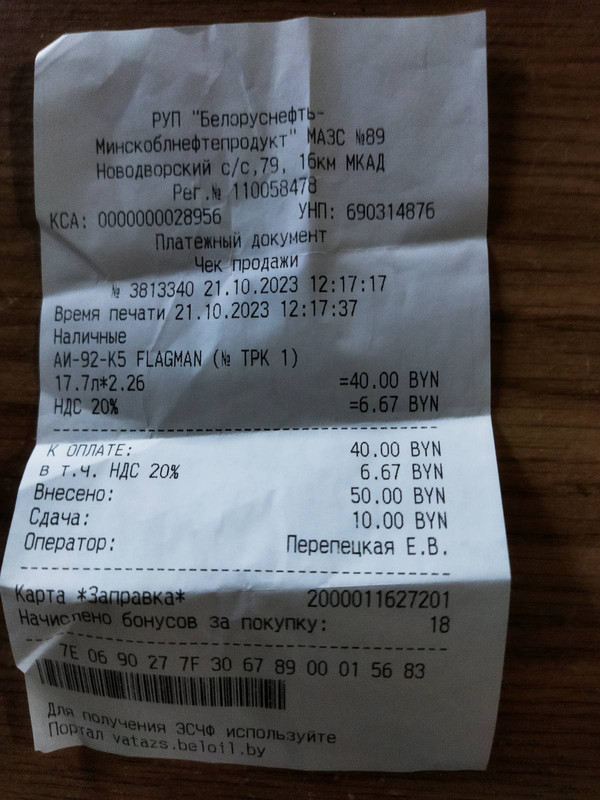 РУП "Белоруснефть-
Минскоблнефтепродукт" МАЗС №89
Новодворский с/с,79, 16км МКАД
Рег.№ 110058478
КСА: 0000000028956 УНП: 690314876
Платежный документ
Чек продажи
№ 3813340 21.10.2023 12:17:17
Время печати 21.10.2023 12:17:37
Наличные
АИ-92-К5 FLAGMAN (№ ТРК 1)
17.7л*2.26 =40.00 BYN
НДС 20% =6.67 BYN
К ОПЛАТЕ: 40.00 BYN
в т.ч. НДС 20% 6.67 BYN
Внесено: 50.00 BYN
Сдача: 10.00 BYN
Оператор: Перепецкая Е.В.
Карта *Заправка* 2000011627201
Начислено бонусов за покупку: 18
7E 06 90 27 7F 30 67 89 00 01 56 83
Для получения ЭСЧФ используйте
Портал vatazs.beloil.by